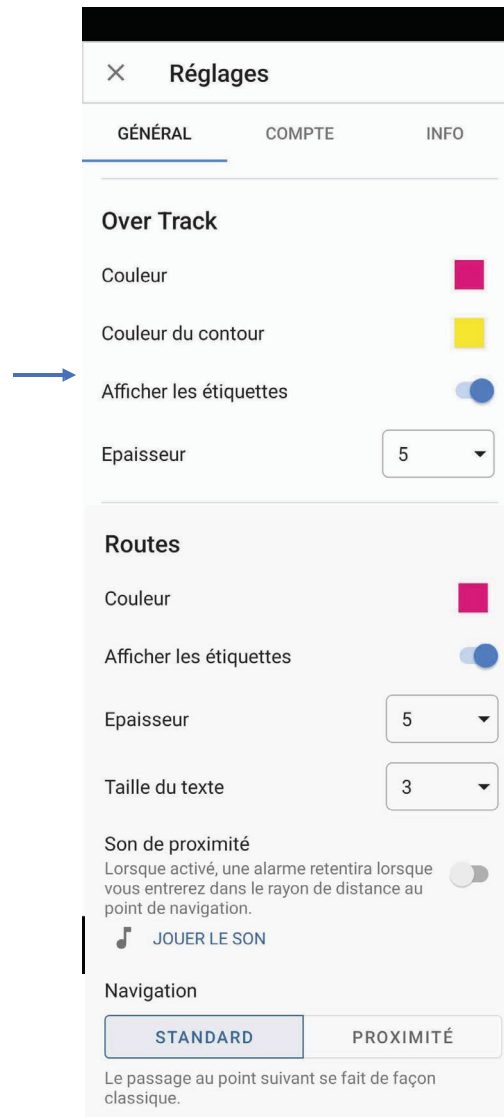 Réglages
GÉNÉRAL COMPTE INFO
Over Track
Couleur
Couleur du contour
Afficher les étiquettes
Epaisseur 5
Routes
Couleur
Afficher les étiquettes
Epaisseur 5
Taille du texte 3
Son de proximité
Lorsque activé, une alarme retentira lorsque
vous entrerez dans le rayon de distance au
point de navigation.
JOUER LE SON
Navigation
STANDARD PROXIMITÉ
Le passage au point suivant se fait de façon
classique.